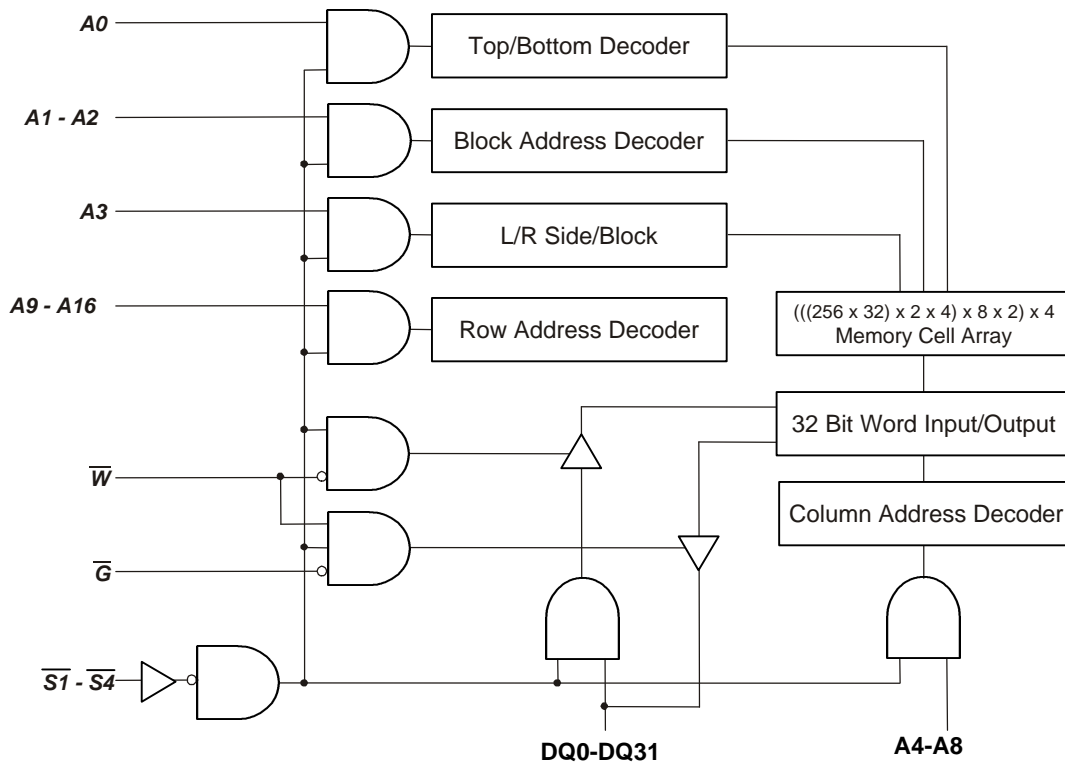 A0
Top/Bottom Decoder
A1 - A2
Block Address Decoder
A3
L/R Side/Block
A9 - A16
Row Address Decoder
(((256 x 32) x 2 x 4) x 8 x 2) x 4
Memory Cell Array
32 Bit Word Input/Output
W̅
Column Address Decoder
G̅
S̅1̅ - S̅4̅
DQ0-DQ31
A4-A8